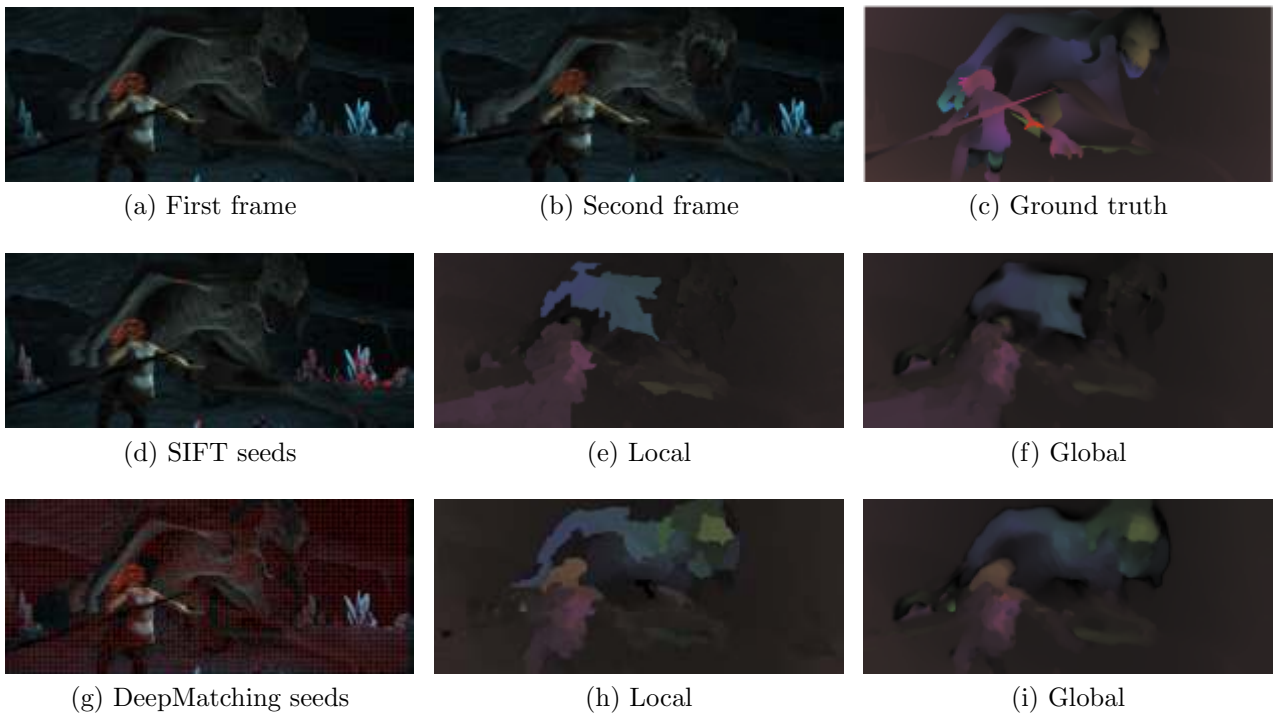 (a) First frame
(b) Second frame
(c) Ground truth
(d) SIFT seeds
(e) Local
(f) Global
(g) DeepMatching seeds
(h) Local
(i) Global